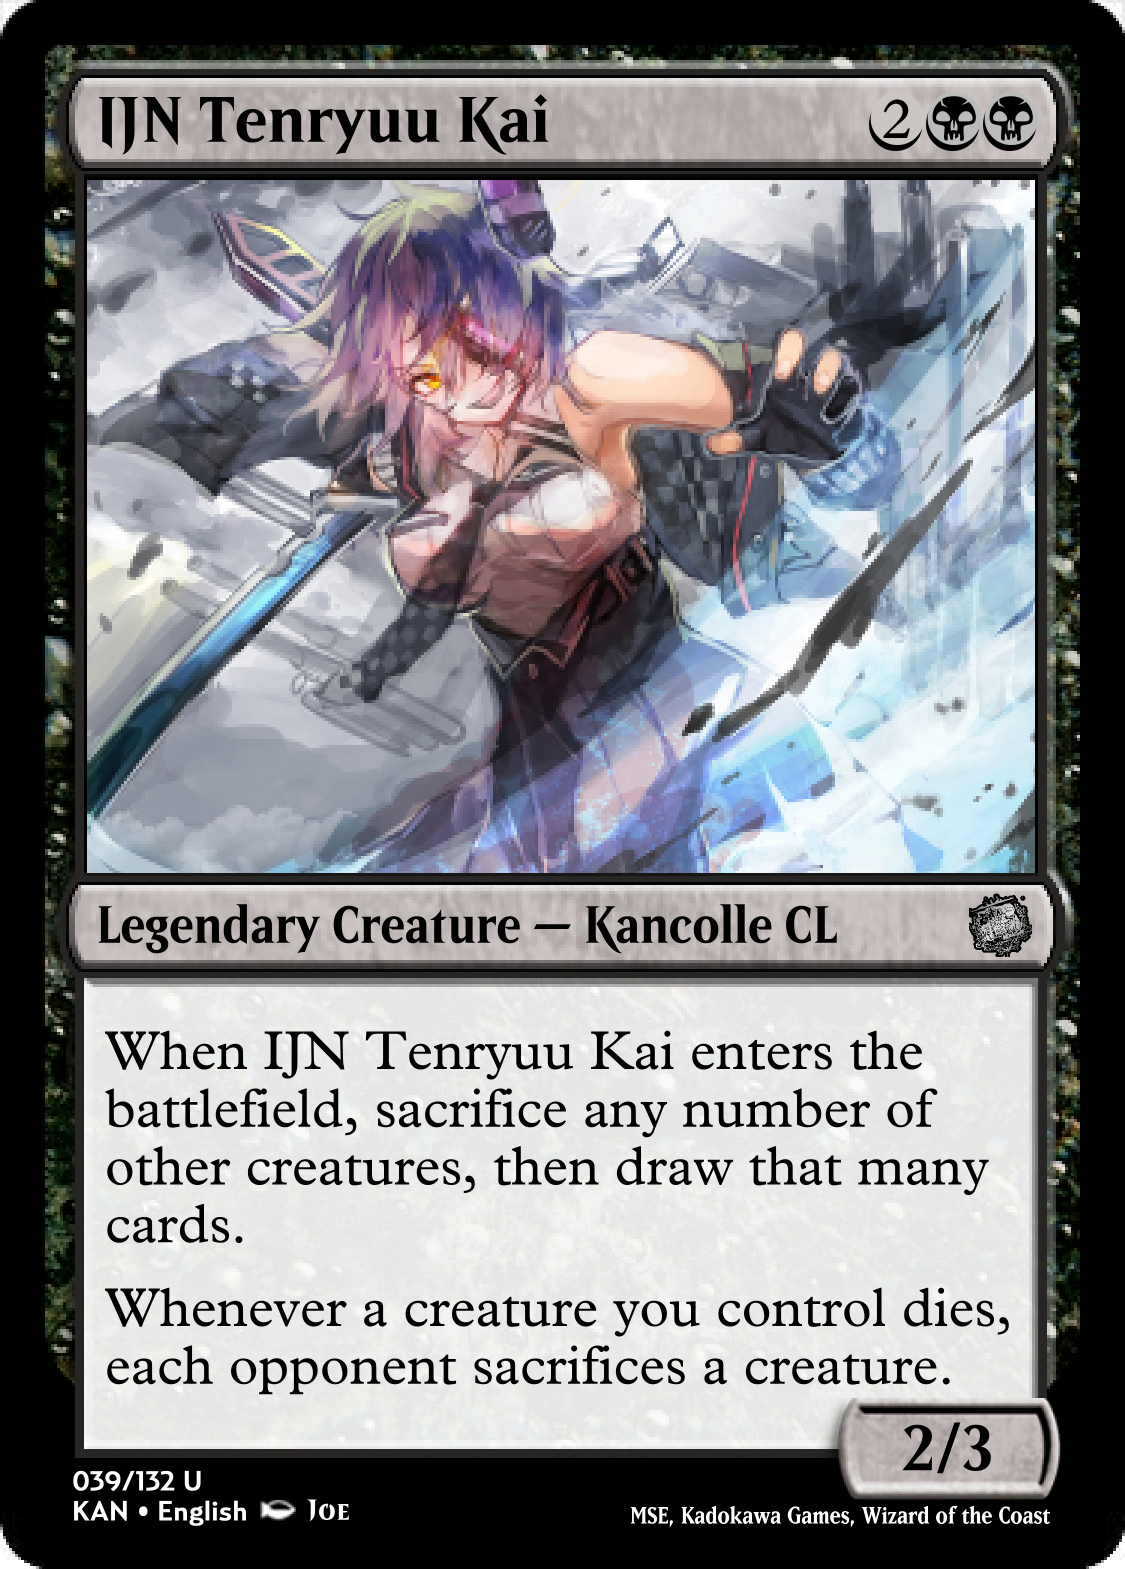 IJN Tenryuu Kai 2
Legendary Creature — Kancolle CL
When IJN Tenryuu Kai enters the
battlefield, sacrifice any number of
other creatures, then draw that many
cards.
Whenever a creature you control dies,
each opponent sacrifices a creature.
2/3
039/132 U
KAN • English Joe
MSE, Kadokawa Games, Wizard of the Coast